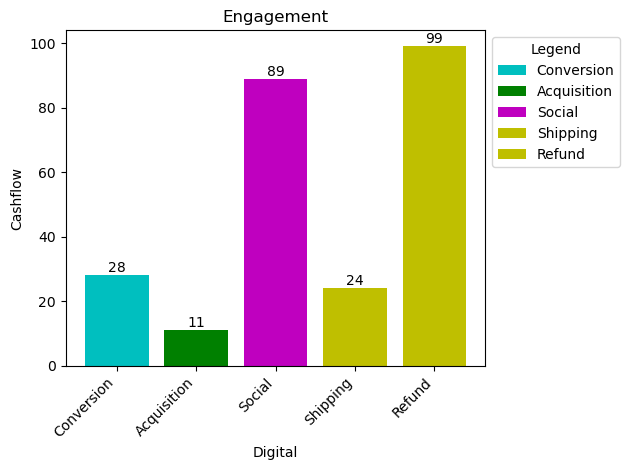 Engagement
Cashflow
100
80
60
40
20
0
28
11
89
24
99
Conversion
Acquisition
Social
Shipping
Refund
Digital
Legend
Conversion
Acquisition
Social
Shipping
Refund